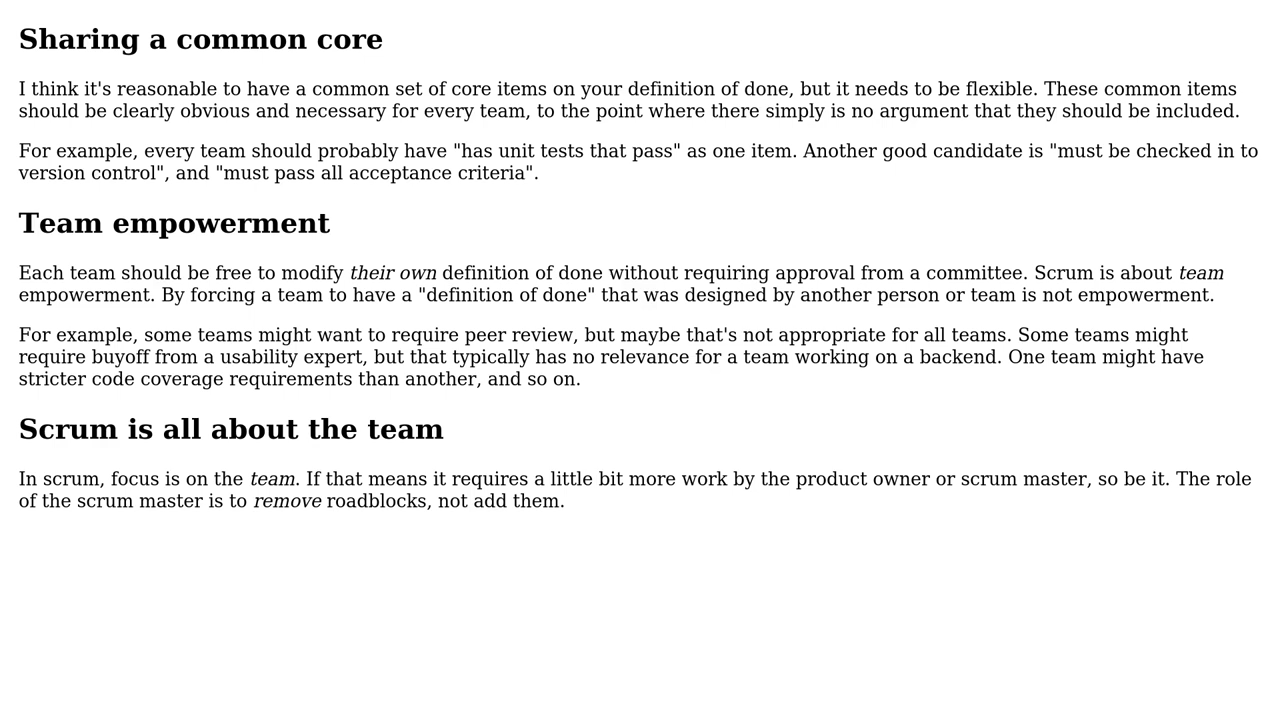 Sharing a common core
I think it's reasonable to have a common set of core items on your definition of done, but it needs to be flexible. These common items
should be clearly obvious and necessary for every team, to the point where there simply is no argument that they should be included.
For example, every team should probably have "has unit tests that pass" as one item. Another good candidate is "must be checked in to
version control", and "must pass all acceptance criteria".
Team empowerment
Each team should be free to modify their own definition of done without requiring approval from a committee. Scrum is about team
empowerment. By forcing a team to have a "definition of done" that was designed by another person or team is not empowerment.
For example, some teams might want to require peer review, but maybe that's not appropriate for all teams. Some teams might
require buyoff from a usability expert, but that typically has no relevance for a team working on a backend. One team might have
stricter code coverage requirements than another, and so on.
Scrum is all about the team
In scrum, focus is on the team. If that means it requires a little bit more work by the product owner or scrum master, so be it. The role
of the scrum master is to remove roadblocks, not add them.